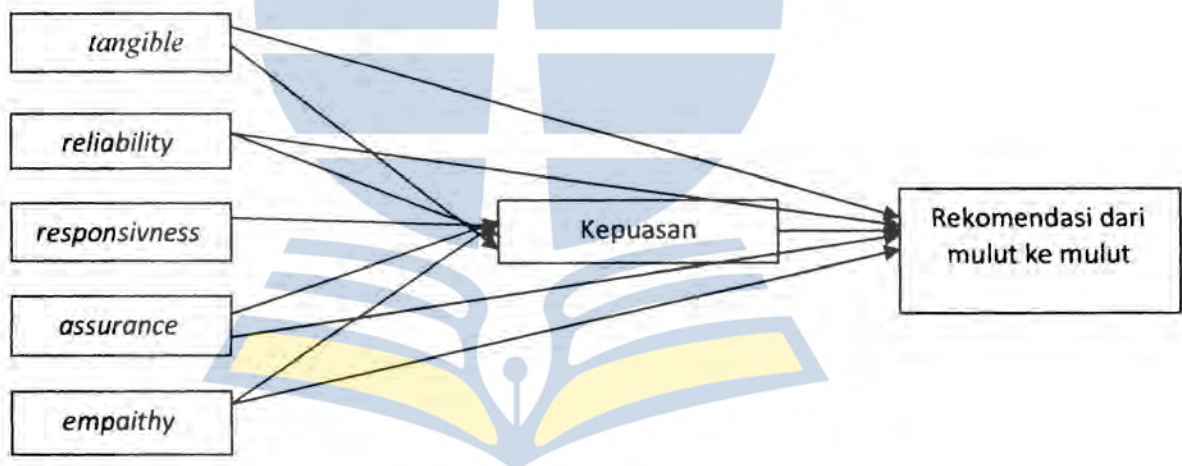 tangible
reliability
responsivness
assurance
empaithy
Kepuasan
Rekomendasi dari
mulut ke mulut